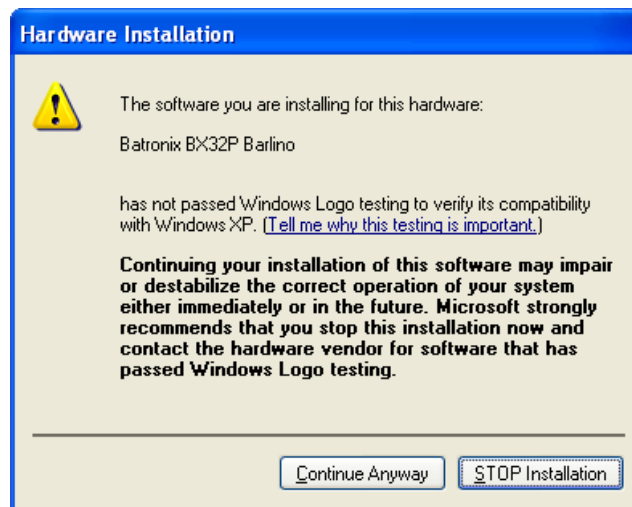 Hardware Installation
The software you are installing for this hardware:
Batronix BX32P Barlino
has not passed Windows Logo testing to verify its compatibility
with Windows XP. (Tell me why this testing is important.)
Continuing your installation of this software may impair
or destabilize the correct operation of your system
either immediately or in the future. Microsoft strongly
recommends that you stop this installation now and
contact the hardware vendor for software that has
passed Windows Logo testing.
Continue Anyway
STOP Installation